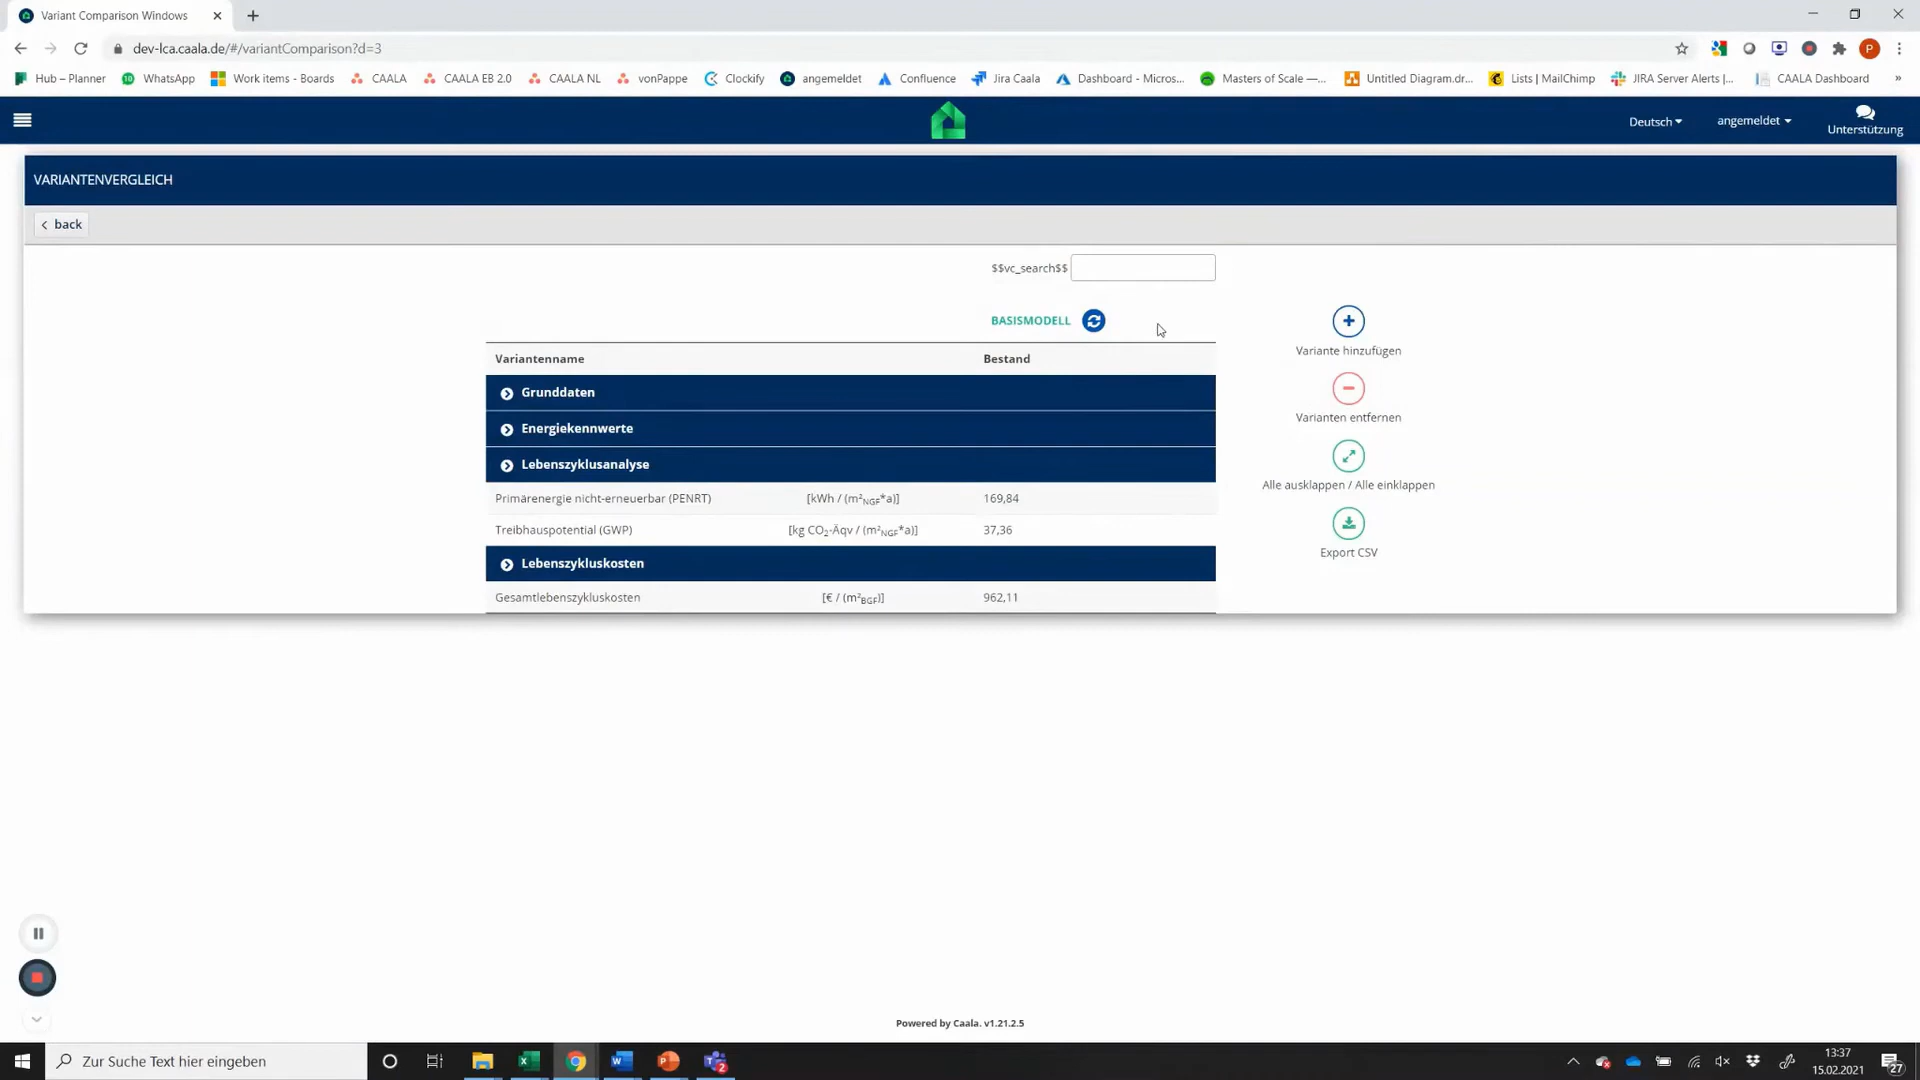 Variant Comparison Windows
dev-lca.caala.de/#/variantComparison?d=3
P
Hub – Planner
WhatsApp
Work items - Boards
CAALA
CAALA EB 2.0
CAALA NL
vonPappe
Clockify
angemeldet
Confluence
Jira Caala
Dashboard - Micros...
Masters of Scale —...
Untitled Diagram.dr...
Lists | MailChimp
JIRA Server Alerts |...
CAALA Dashboard
»
Deutsch
angemeldet
Unterstützung
VARIANTENVERGLEICH
< back
$$vc_search$$
BASISMODELL
Variante hinzufügen
Variantenname Bestand
Grunddaten
Varianten entfernen
Energiekennwerte
Lebenszyklusanalyse
Alle ausklappen / Alle einklappen
Primärenergie nicht-erneuerbar (PENRT) [kWh / (m²NGF*a)] 169,84
Treibhauspotential (GWP) [kg CO2-Äqv / (m²NGF*a)] 37,36
Export CSV
Lebenszykluskosten
Gesamtlebenszykluskosten [€ / (m²BGF)] 962,11
Powered by Caala. v1.21.2.5
Zur Suche Text hier eingeben
2
13:37
15.02.2021
27